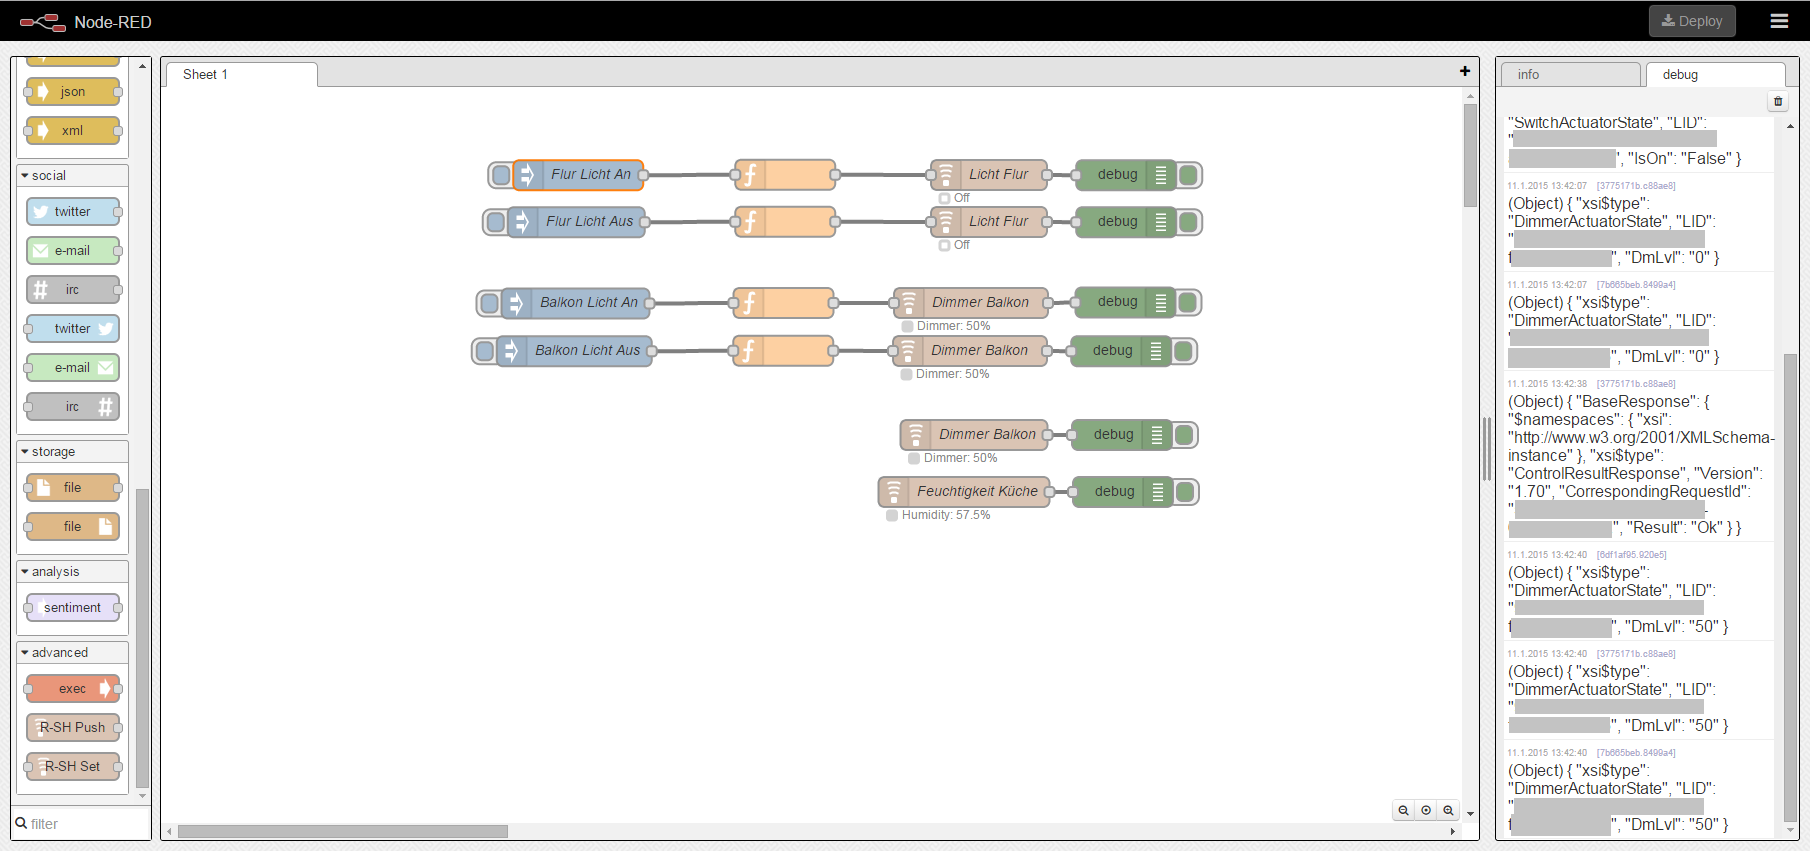 Node-RED
Deploy
json
xml
social
twitter
e-mail
irc
twitter
e-mail
irc
storage
file
file
analysis
sentiment
advanced
exec
R-SH Push
R-SH Set
filter
Sheet 1
+
Flur Licht An
Licht Flur
debug
Off
Flur Licht Aus
Licht Flur
debug
Off
Balkon Licht An
Dimmer Balkon
debug
Dimmer: 50%
Balkon Licht Aus
Dimmer Balkon
debug
Dimmer: 50%
Dimmer Balkon
debug
Dimmer: 50%
Feuchtigkeit Küche
debug
Humidity: 57.5%
info
debug
"SwitchActuatorState", "LID":
"
", "IsOn": "False" }
11.1.2015 13:42:07 [3775171b.c88ae8]
(Object) { "xsi$type":
"DimmerActuatorState", "LID":
"
f", "DmLvl": "0" }
11.1.2015 13:42:07 [7b665beb.8499a4]
(Object) { "xsi$type":
"DimmerActuatorState", "LID":
"
", "DmLvl": "0" }
11.1.2015 13:42:38 [3775171b.c88ae8]
(Object) { "BaseResponse": {
"$namespaces": { "xsi":
"http://www.w3.org/2001/XMLSchema-
instance" }, "xsi$type":
"ControlResultResponse", "Version":
"1.70", "CorrespondingRequestId":
"-
", "Result": "Ok" } }
11.1.2015 13:42:40 [6df1af95.920e5]
(Object) { "xsi$type":
"DimmerActuatorState", "LID":
"
f", "DmLvl": "50" }
11.1.2015 13:42:40 [3775171b.c88ae8]
(Object) { "xsi$type":
"DimmerActuatorState", "LID":
"
", "DmLvl": "50" }
11.1.2015 13:42:40 [7b665beb.8499a4]
(Object) { "xsi$type":
"DimmerActuatorState", "LID":
"
f", "DmLvl": "50" }